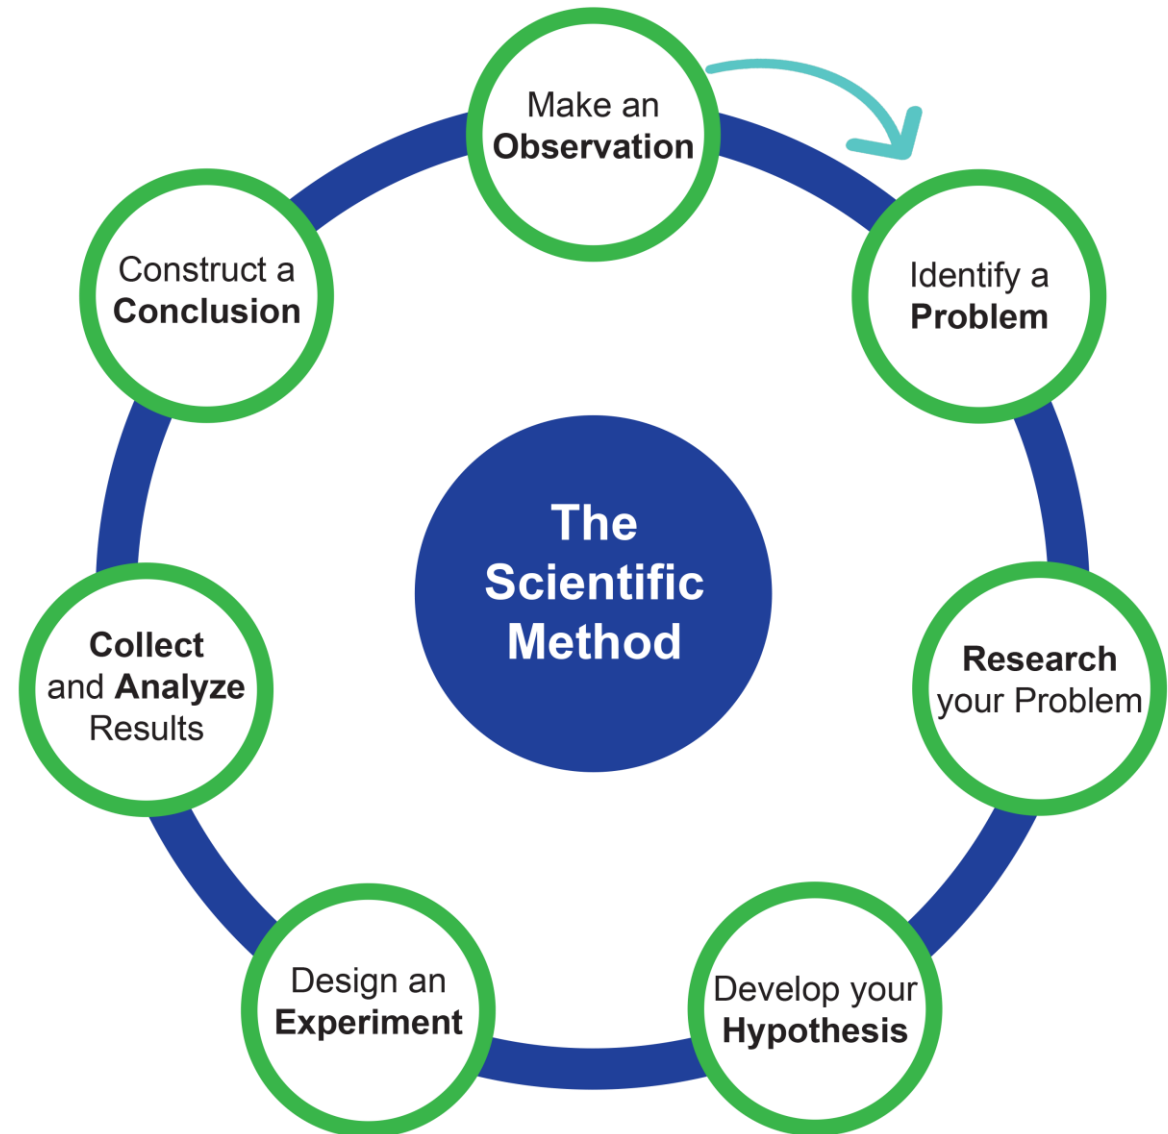 Make an
Observation
Identify a
Problem
Research
your Problem
Develop your
Hypothesis
Design an
Experiment
Collect
and Analyze
Results
Construct a
Conclusion
The
Scientific
Method